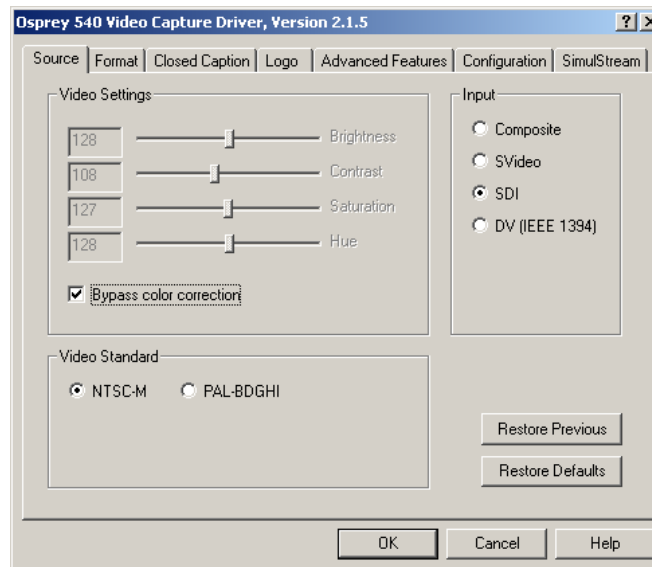 Osprey 540 Video Capture Driver, Version 2.1.5
Source Format Closed Caption Logo Advanced Features Configuration SimulStream
Video Settings
128 Brightness
108 Contrast
127 Saturation
128 Hue
Bypass color correction
Input
Composite
SVideo
SDI
DV (IEEE 1394)
Video Standard
NTSC-M PAL-BDGHI
Restore Previous
Restore Defaults
OK Cancel Help